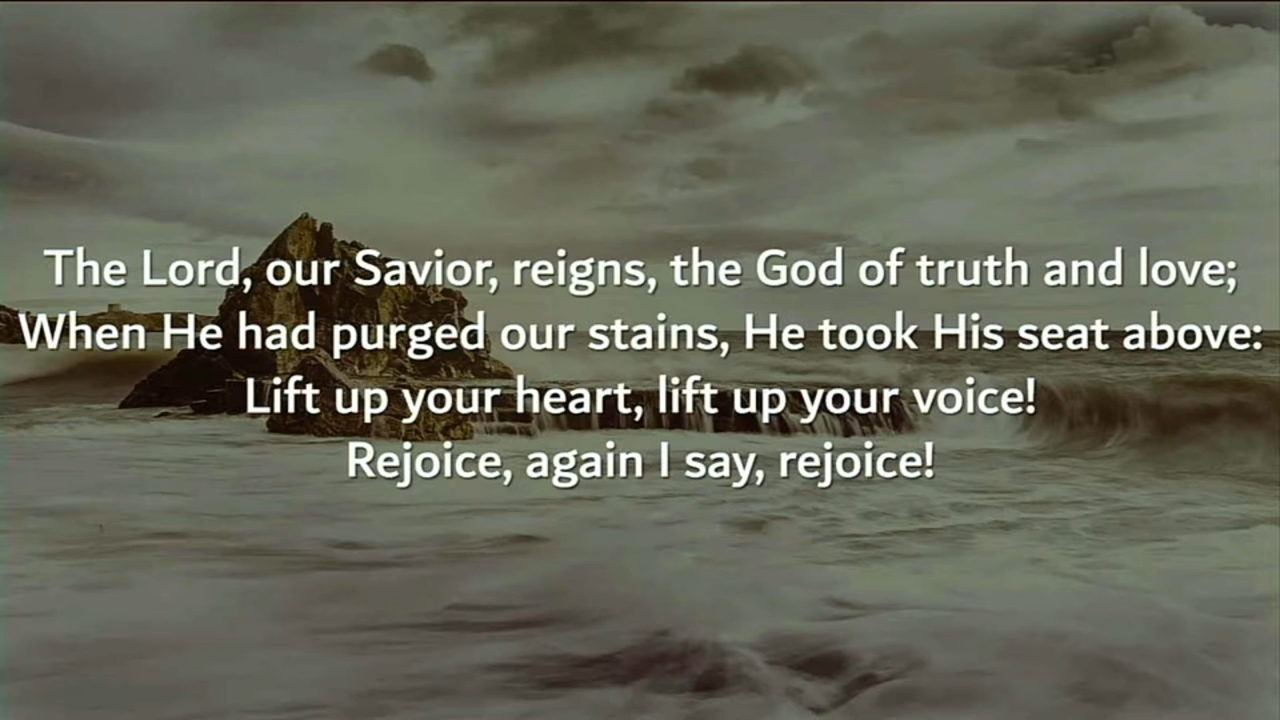 The Lord, our Savior, reigns, the God of truth and love;
When He had purged our stains, He took His seat above:
Lift up your heart, lift up your voice!
Rejoice, again I say, rejoice!